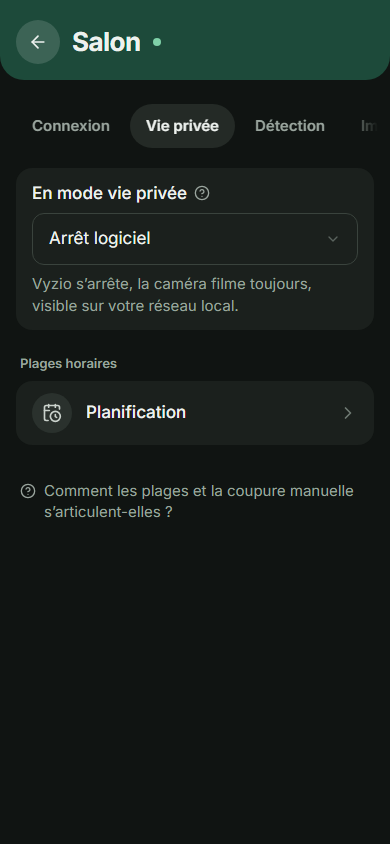 Salon
Connexion
Vie privée
Détection
En mode vie privée
Arrêt logiciel
Vyzio s’arrête, la caméra filme toujours,
visible sur votre réseau local.
Plages horaires
Planification
Comment les plages et la coupure manuelle
s’articulent-elles ?